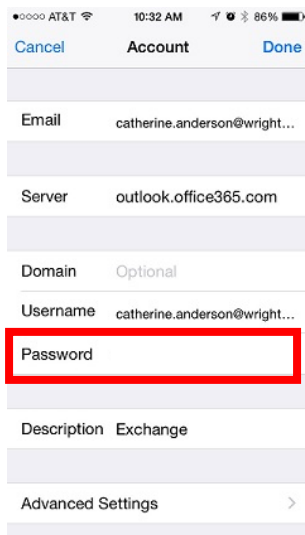 AT&T 10:32 AM 86%
Cancel Account Done
Email catherine.anderson@wright...
Server outlook.office365.com
Domain Optional
Username catherine.anderson@wright...
Password
Description Exchange
Advanced Settings